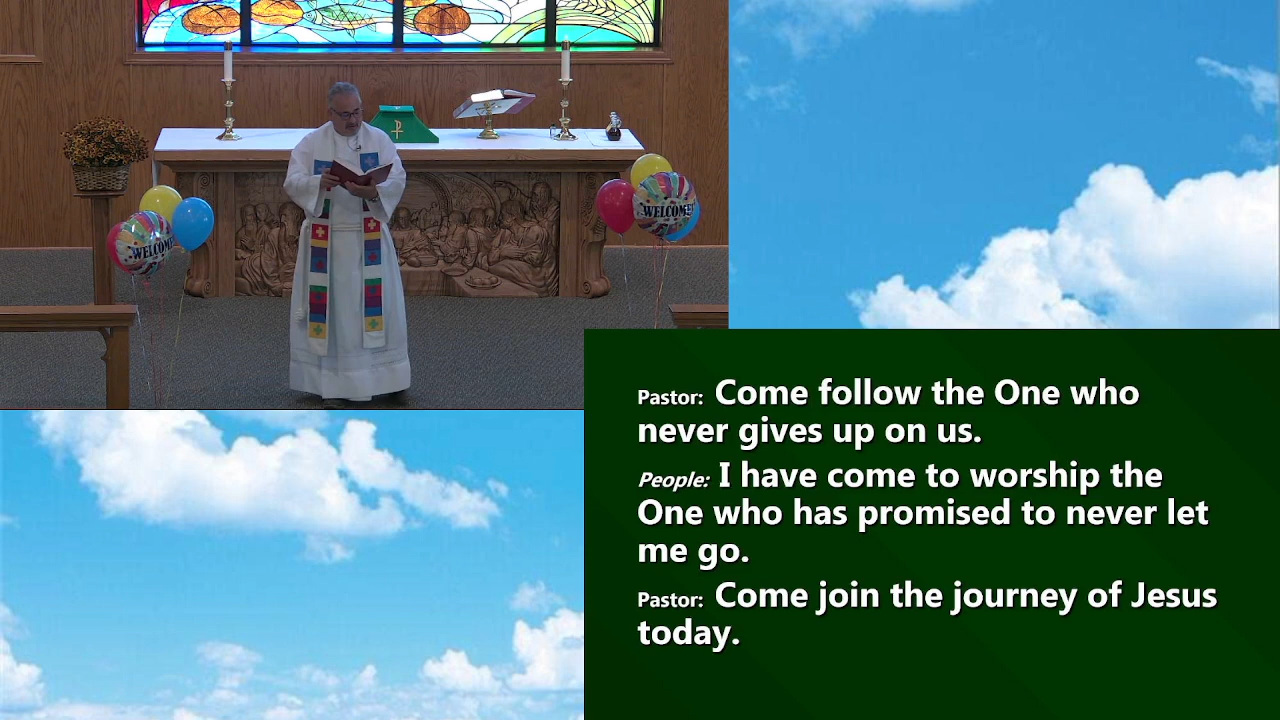 WELCOME
WELCOME
Pastor: Come follow the One who
never gives up on us.
People: I have come to worship the
One who has promised to never let
me go.
Pastor: Come join the journey of Jesus
today.